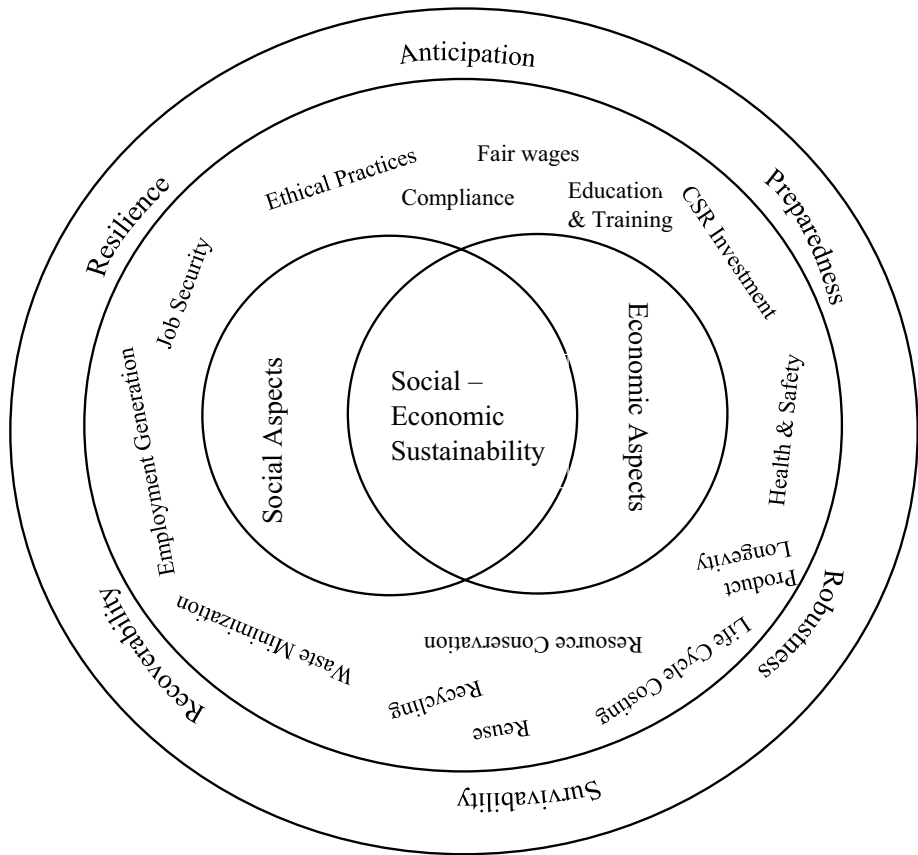 Anticipation
Preparedness
Robustness
Survivability
Recoverability
Resilience
Ethical Practices
Fair wages
Compliance
Education
& Training
CSR Investment
Health & Safety
Product
Longevity
Life Cycle Costing
Resource Conservation
Reuse
Recycling
Waste Minimization
Employment Generation
Job Security
Social Aspects
Social –
Economic
Sustainability
Economic Aspects